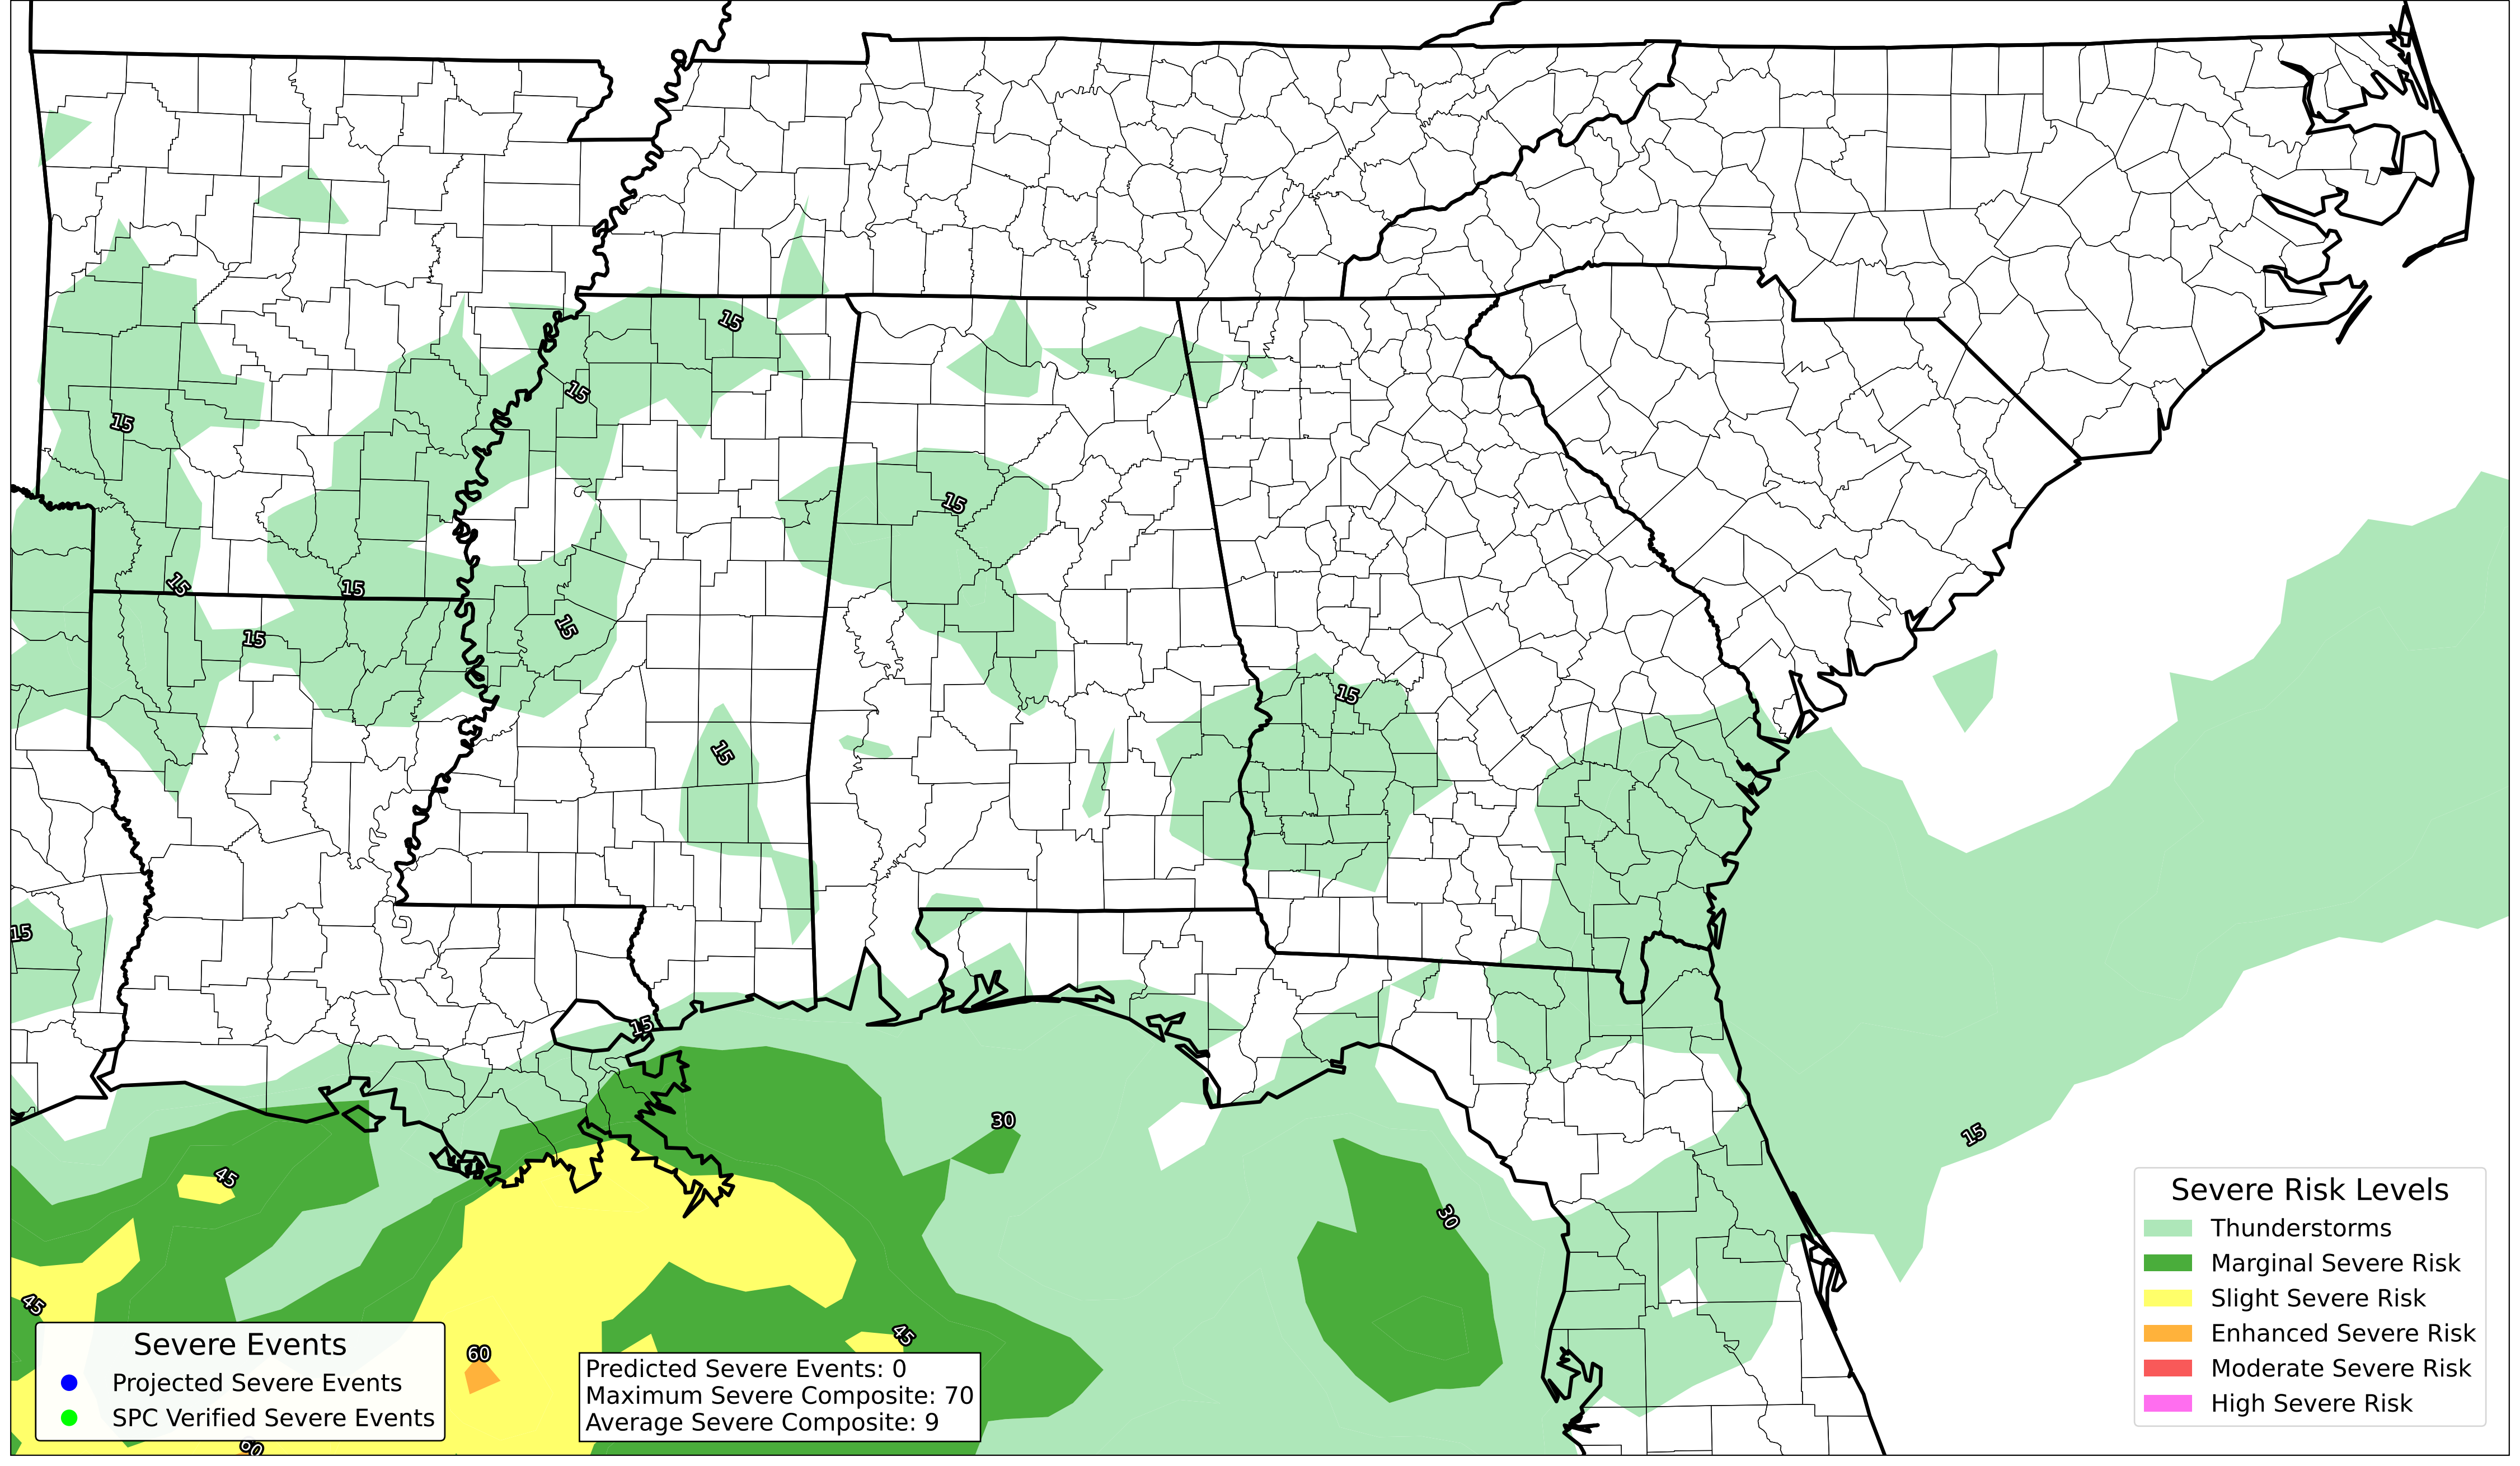 15
15
15
15
15
15
15
15
15
15
15
15
15
30
15
45
30
45
45
60
60
Severe Events
Projected Severe Events
SPC Verified Severe Events
Predicted Severe Events: 0
Maximum Severe Composite: 70
Average Severe Composite: 9
Severe Risk Levels
Thunderstorms
Marginal Severe Risk
Slight Severe Risk
Enhanced Severe Risk
Moderate Severe Risk
High Severe Risk